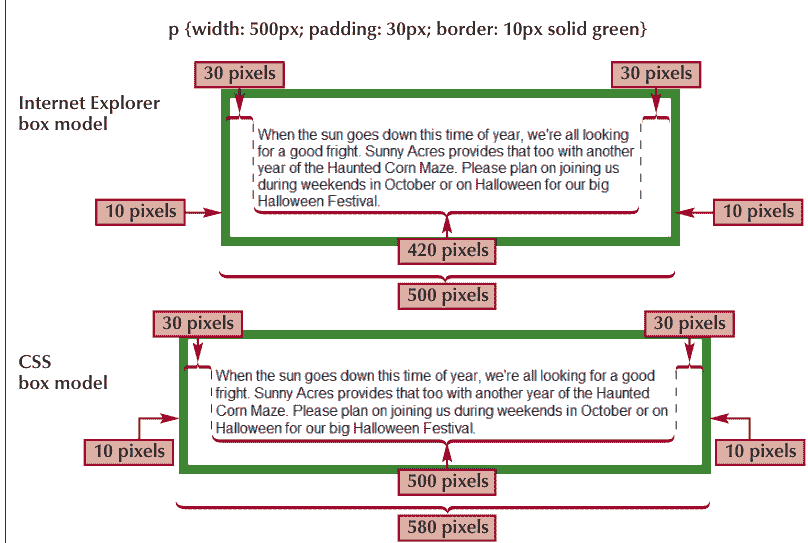 p {width: 500px; padding: 30px; border: 10px solid green}
30 pixels
30 pixels
Internet Explorer
box model
When the sun goes down this time of year, we're all looking
for a good fright. Sunny Acres provides that too with another
year of the Haunted Corn Maze. Please plan on joining us
during weekends in October or on Halloween for our big
Halloween Festival.
10 pixels
10 pixels
420 pixels
500 pixels
30 pixels
30 pixels
CSS
box model
When the sun goes down this time of year, we're all looking for a good
fright. Sunny Acres provides that too with another year of the Haunted
Corn Maze. Please plan on joining us during weekends in October or on
Halloween for our big Halloween Festival.
10 pixels
10 pixels
500 pixels
580 pixels